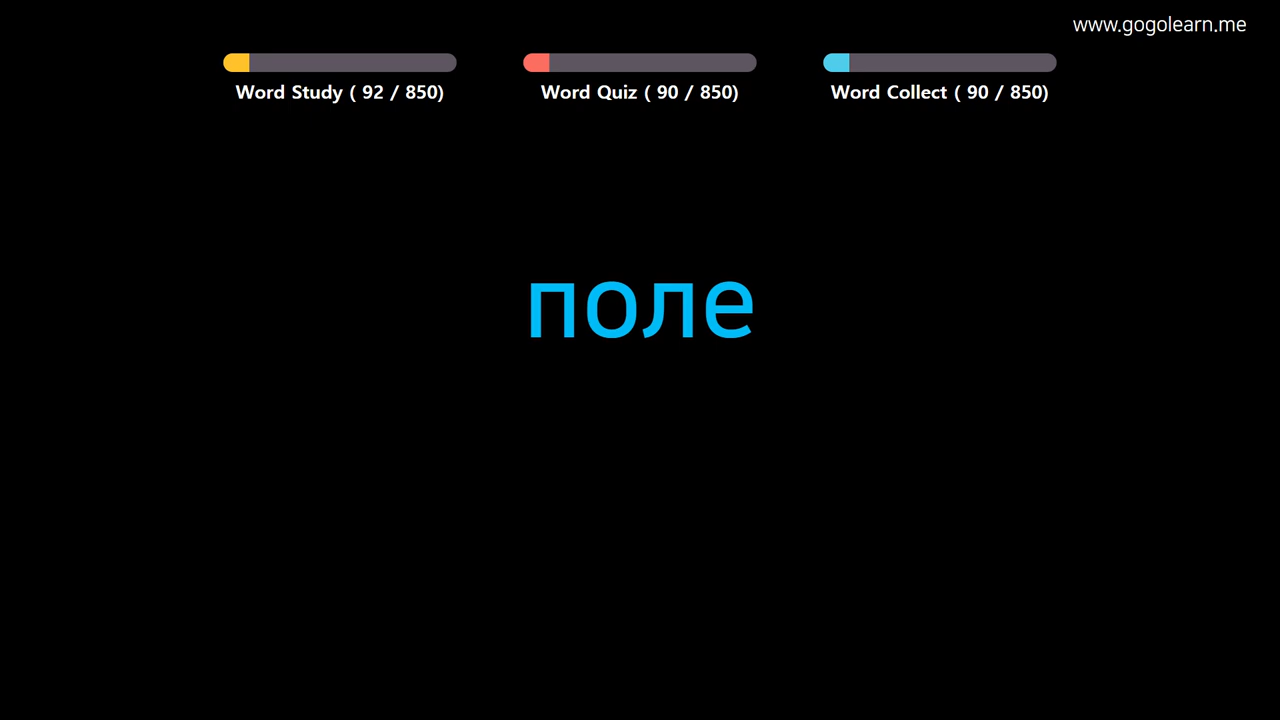 www.gogolearn.me
Word Study ( 92 / 850)
Word Quiz ( 90 / 850)
Word Collect ( 90 / 850)
поле